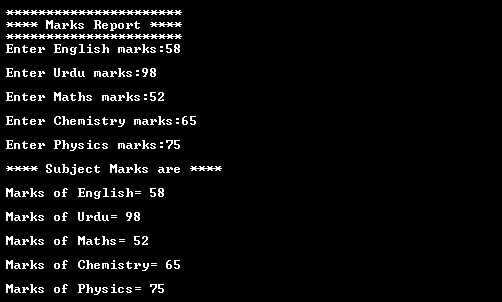 **********************
**** Marks Report ****
**********************
Enter English marks:58
Enter Urdu marks:98
Enter Maths marks:52
Enter Chemistry marks:65
Enter Physics marks:75
**** Subject Marks are ****
Marks of English= 58
Marks of Urdu= 98
Marks of Maths= 52
Marks of Chemistry= 65
Marks of Physics= 75